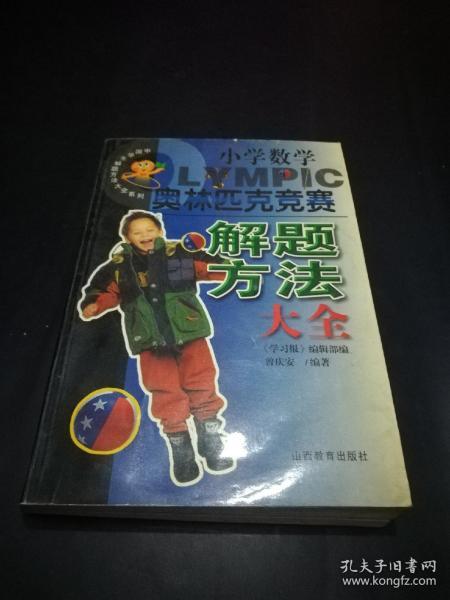 小学数学
OLYMPIC
奥林匹克竞赛
解题
方法
大全
《学习报》编辑部编
曾庆安 /编著
山西教育出版社
孔夫子旧书网
www.kongfz.com